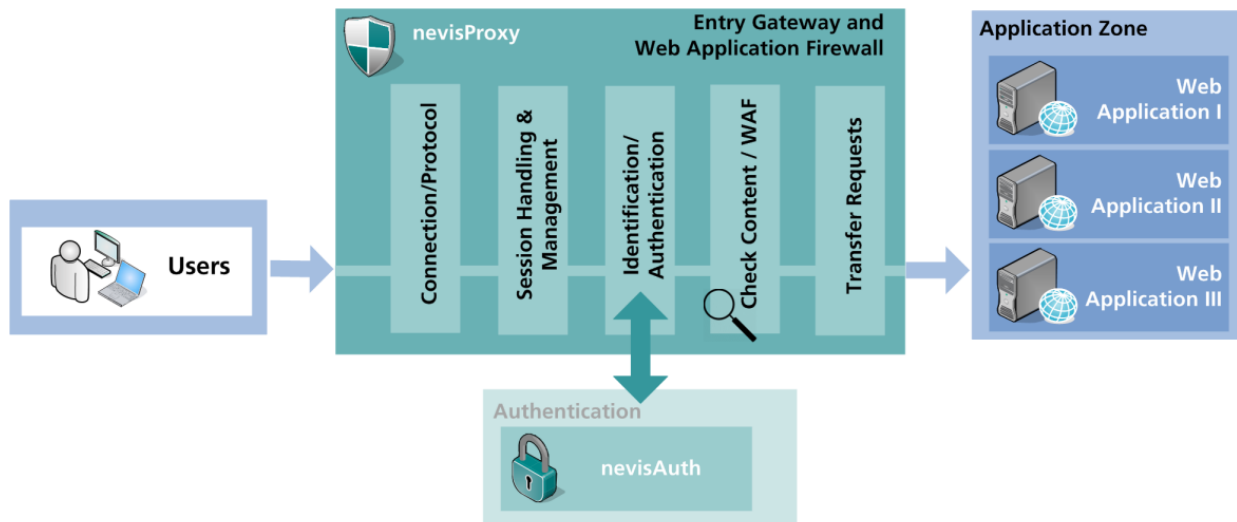 nevisProxy
Entry Gateway and
Web Application Firewall
Application Zone
Users
Connection/Protocol
Session Handling &
Management
Identification/
Authentication
Check Content / WAF
Transfer Requests
Web
Application I
Web
Application II
Web
Application III
Authentication
nevisAuth